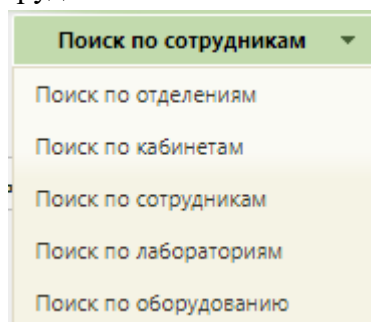 Поиск по сотрудникам
Поиск по отделениям
Поиск по кабинетам
Поиск по сотрудникам
Поиск по лабораториям
Поиск по оборудованию